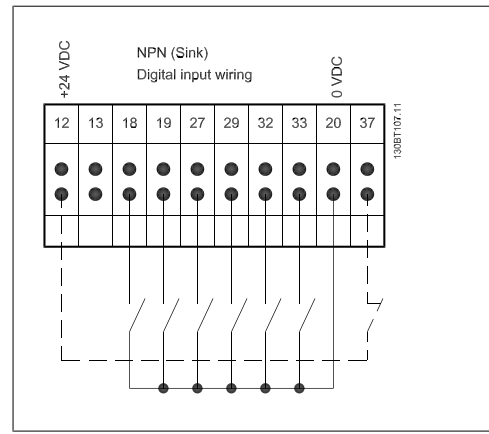 +24 VDC
NPN (Sink)
Digital input wiring
0 VDC
130BT107.11
12 13 18 19 27 29 32 33 20 37